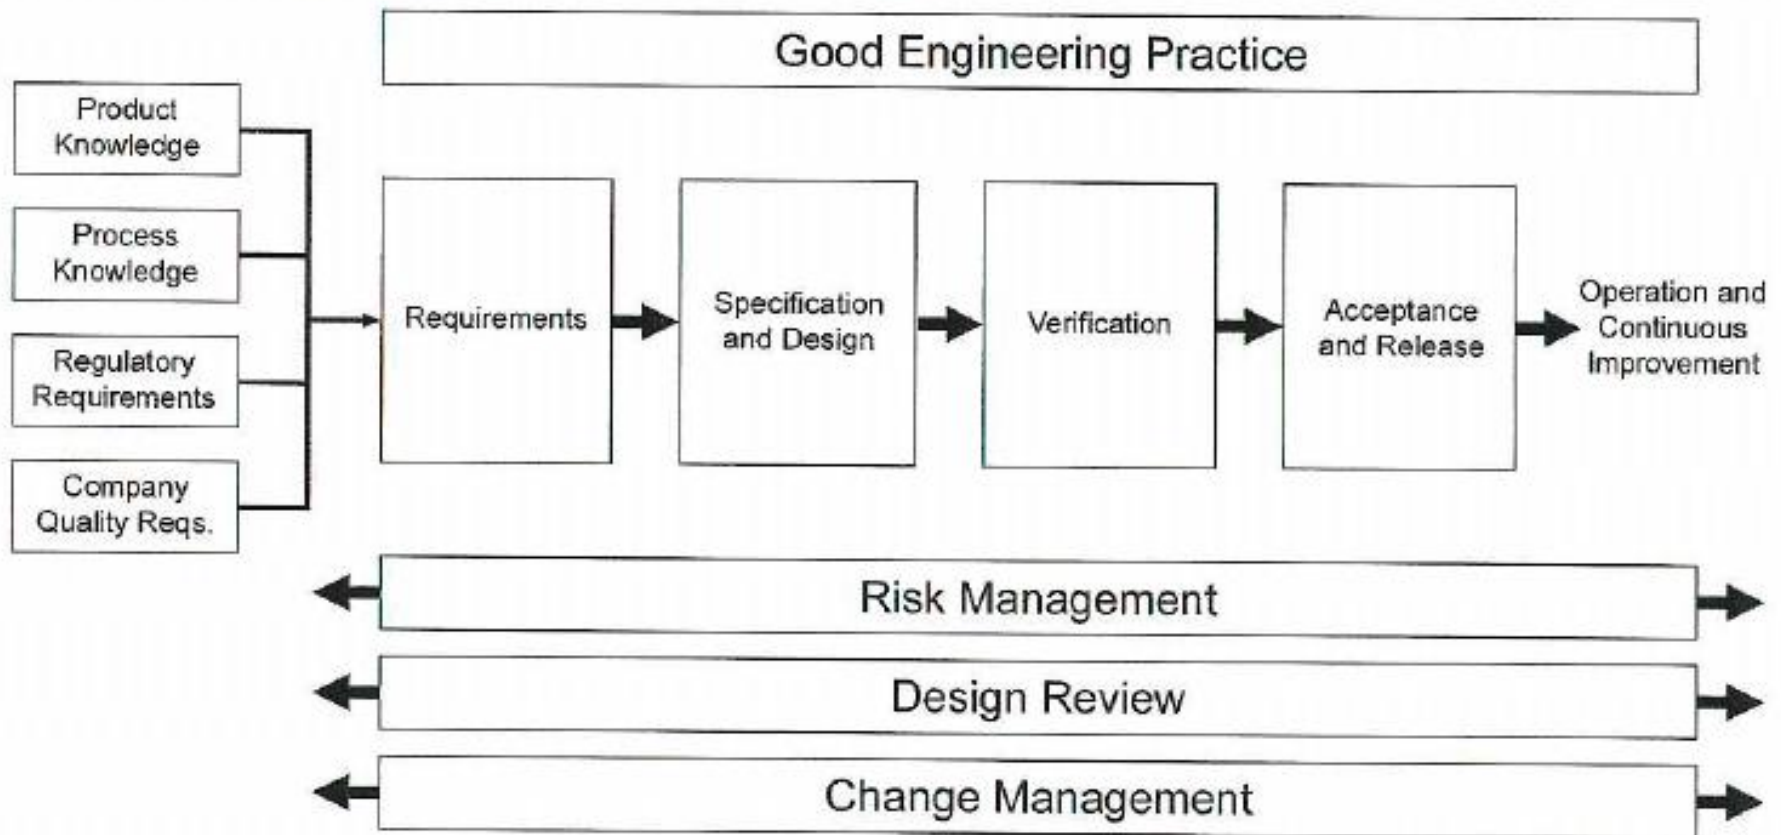 Good Engineering Practice
Product
Knowledge
Process
Knowledge
Regulatory
Requirements
Company
Quality Reqs.
Requirements
Specification
and Design
Verification
Acceptance
and Release
Operation and
Continuous
Improvement
Risk Management
Design Review
Change Management